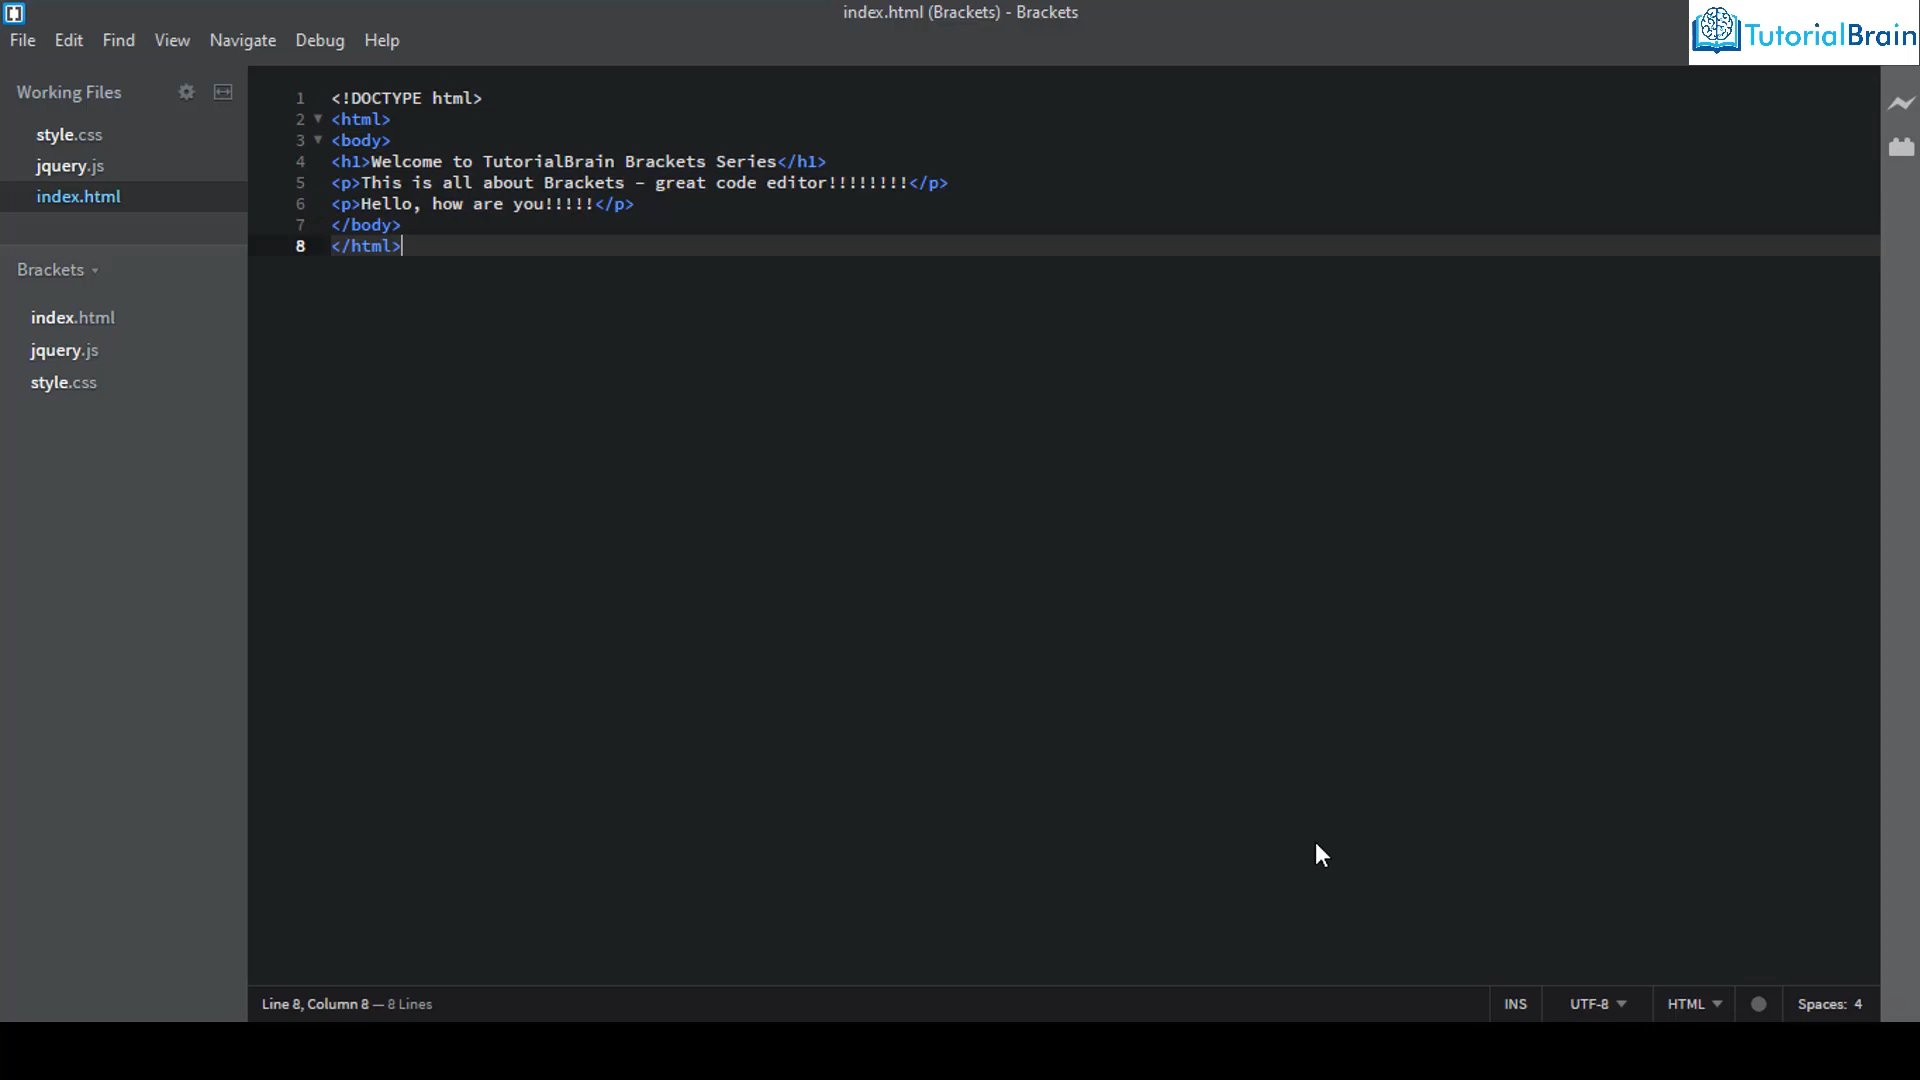 index.html (Brackets) - Brackets
TutorialBrain
File Edit Find View Navigate Debug Help
Working Files
style.css
jquery.js
index.html
Brackets
index.html
jquery.js
style.css
1 <!DOCTYPE html>
2 <html>
3 <body>
4 <h1>Welcome to TutorialBrain Brackets Series</h1>
5 <p>This is all about Brackets - great code editor!!!!!!!!</p>
6 <p>Hello, how are you!!!!!</p>
7 </body>
8 </html>
Line 8, Column 8 — 8 Lines INS UTF-8 HTML Spaces: 4